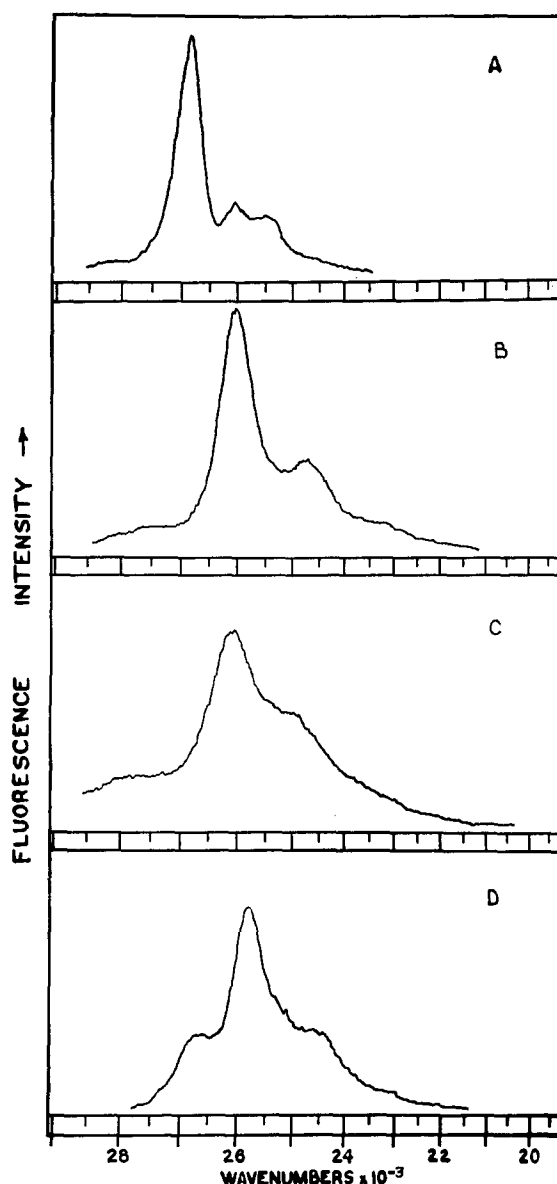 A
B
C
D
FLUORESCENCE INTENSITY →
28 26 24 22 20
WAVENUMBERS x 10⁻³